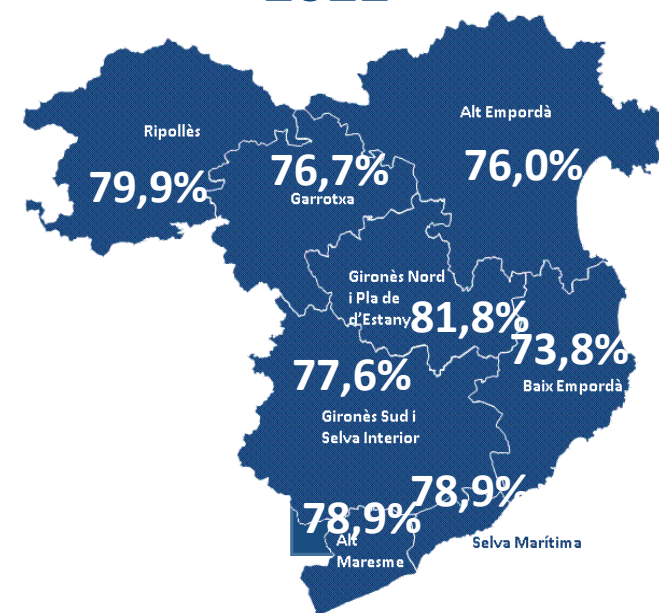 Ripollès
79,9%
76,7%
Garrotxa
Alt Empordà
76,0%
Gironès Nord
i Pla de
d'Estany
81,8%
73,8%
Baix Empordà
77,6%
Gironès Sud i
Selva Interior
78,9%
Selva Marítima
78,9%
Alt
Maresme